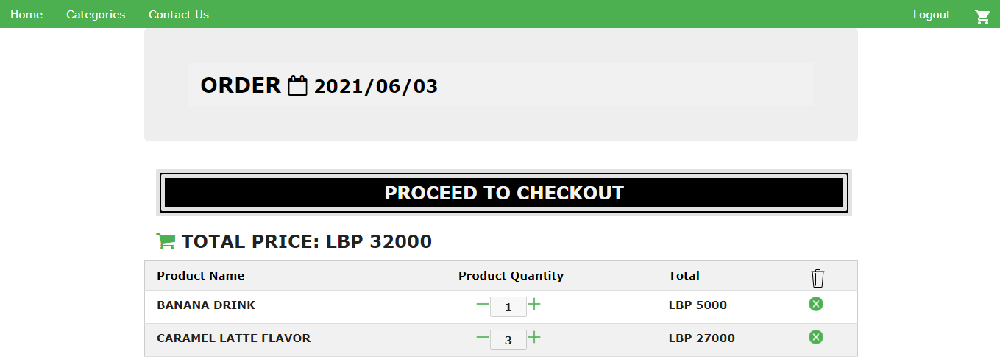 Home Categories Contact Us Logout
ORDER 2021/06/03
PROCEED TO CHECKOUT
TOTAL PRICE: LBP 32000
Product Name Product Quantity Total
BANANA DRINK 1 LBP 5000
CARAMEL LATTE FLAVOR 3 LBP 27000